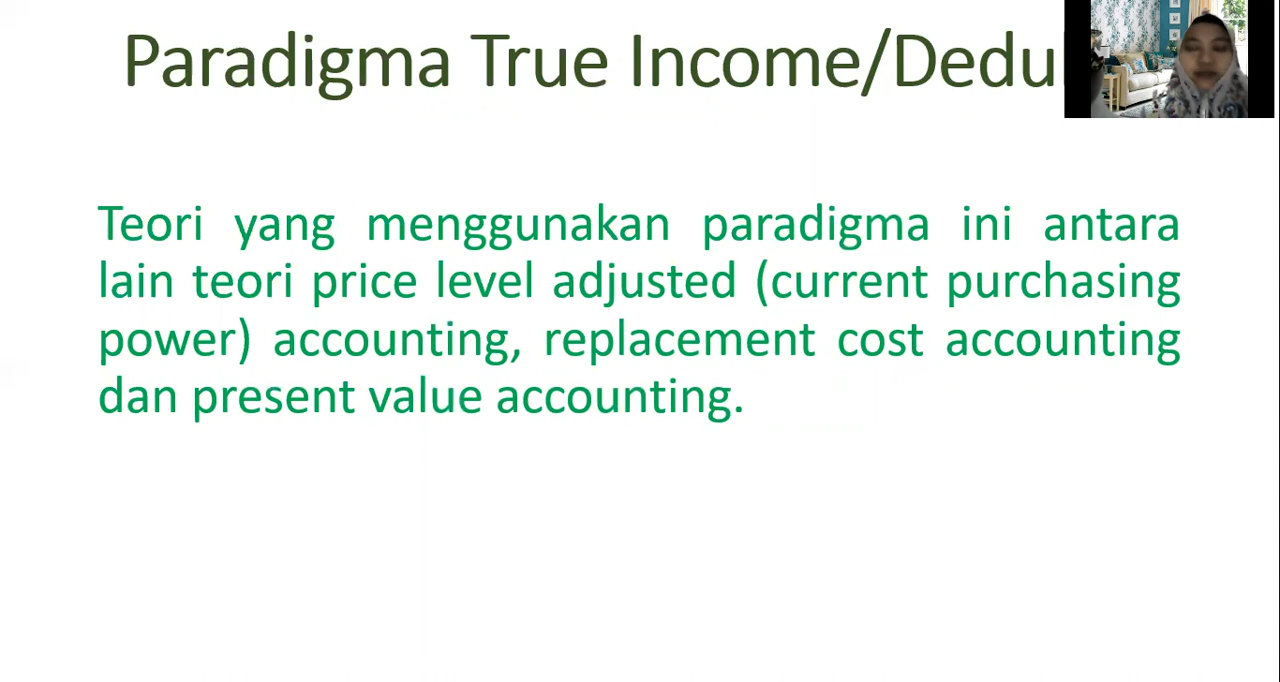 Paradigma True Income/
Teori yang menggunakan paradigma ini antara
lain teori price level adjusted (current purchasing
power) accounting, replacement cost accounting
dan present value accounting.